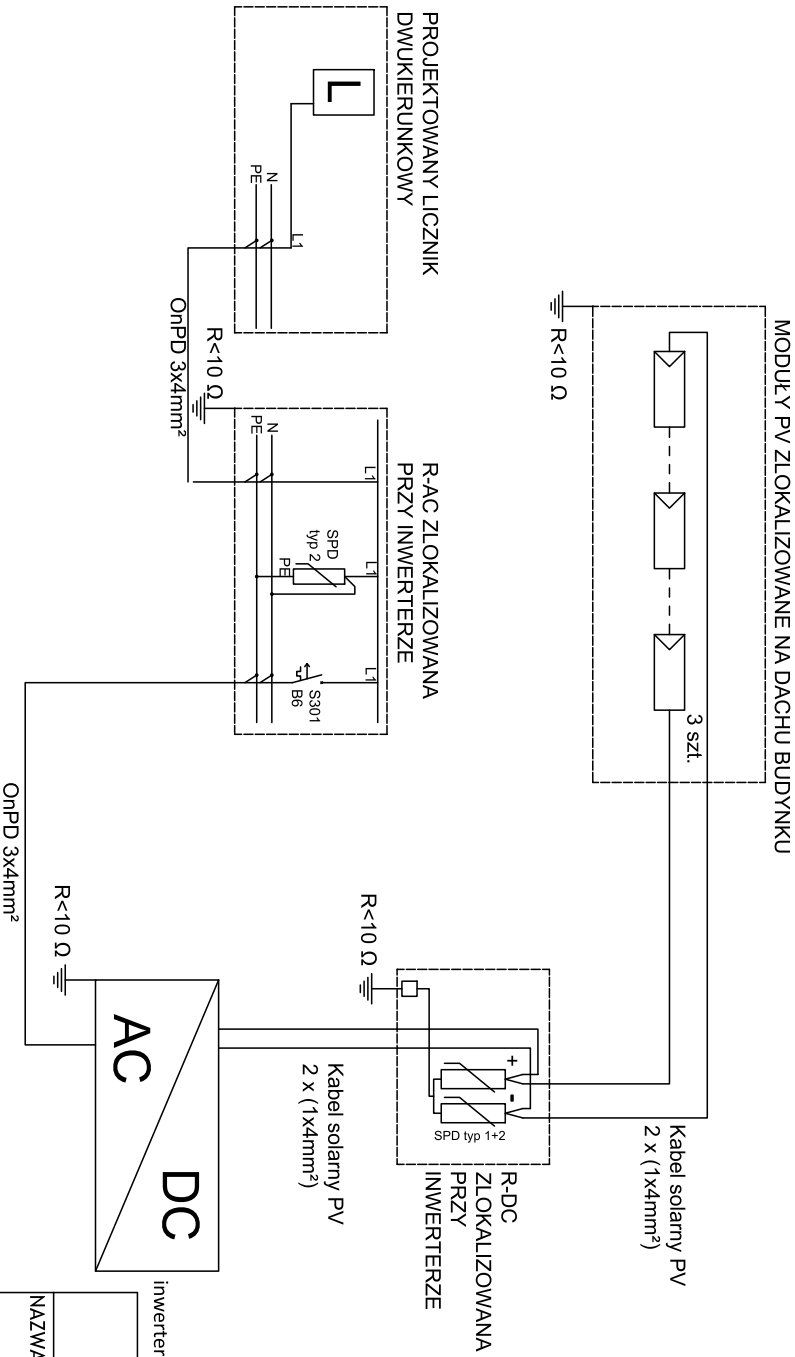 MODUŁY PV ZLOKALIZOWANE NA DACHU BUDYNKU
3 szt.
R<10 Ω
Kabel solarny PV
2 x (1x4mm²)
PROJEKTOWANY LICZNIK
DWUKIERUNKOWY
L
L1
N
PE
OnPD 3x4mm²
R-AC ZLOKALIZOWANA
PRZY INWERTERZE
R<10 Ω
L1
L1
L1
N
PE
SPD
typ 2
PE
S301
B6
OnPD 3x4mm²
R-DC
ZLOKALIZOWANA
PRZY
INWERTERZE
+
-
SPD typ 1+2
R<10 Ω
Kabel solarny PV
2 x (1x4mm²)
R<10 Ω
AC
DC
inwerter
NAZWA